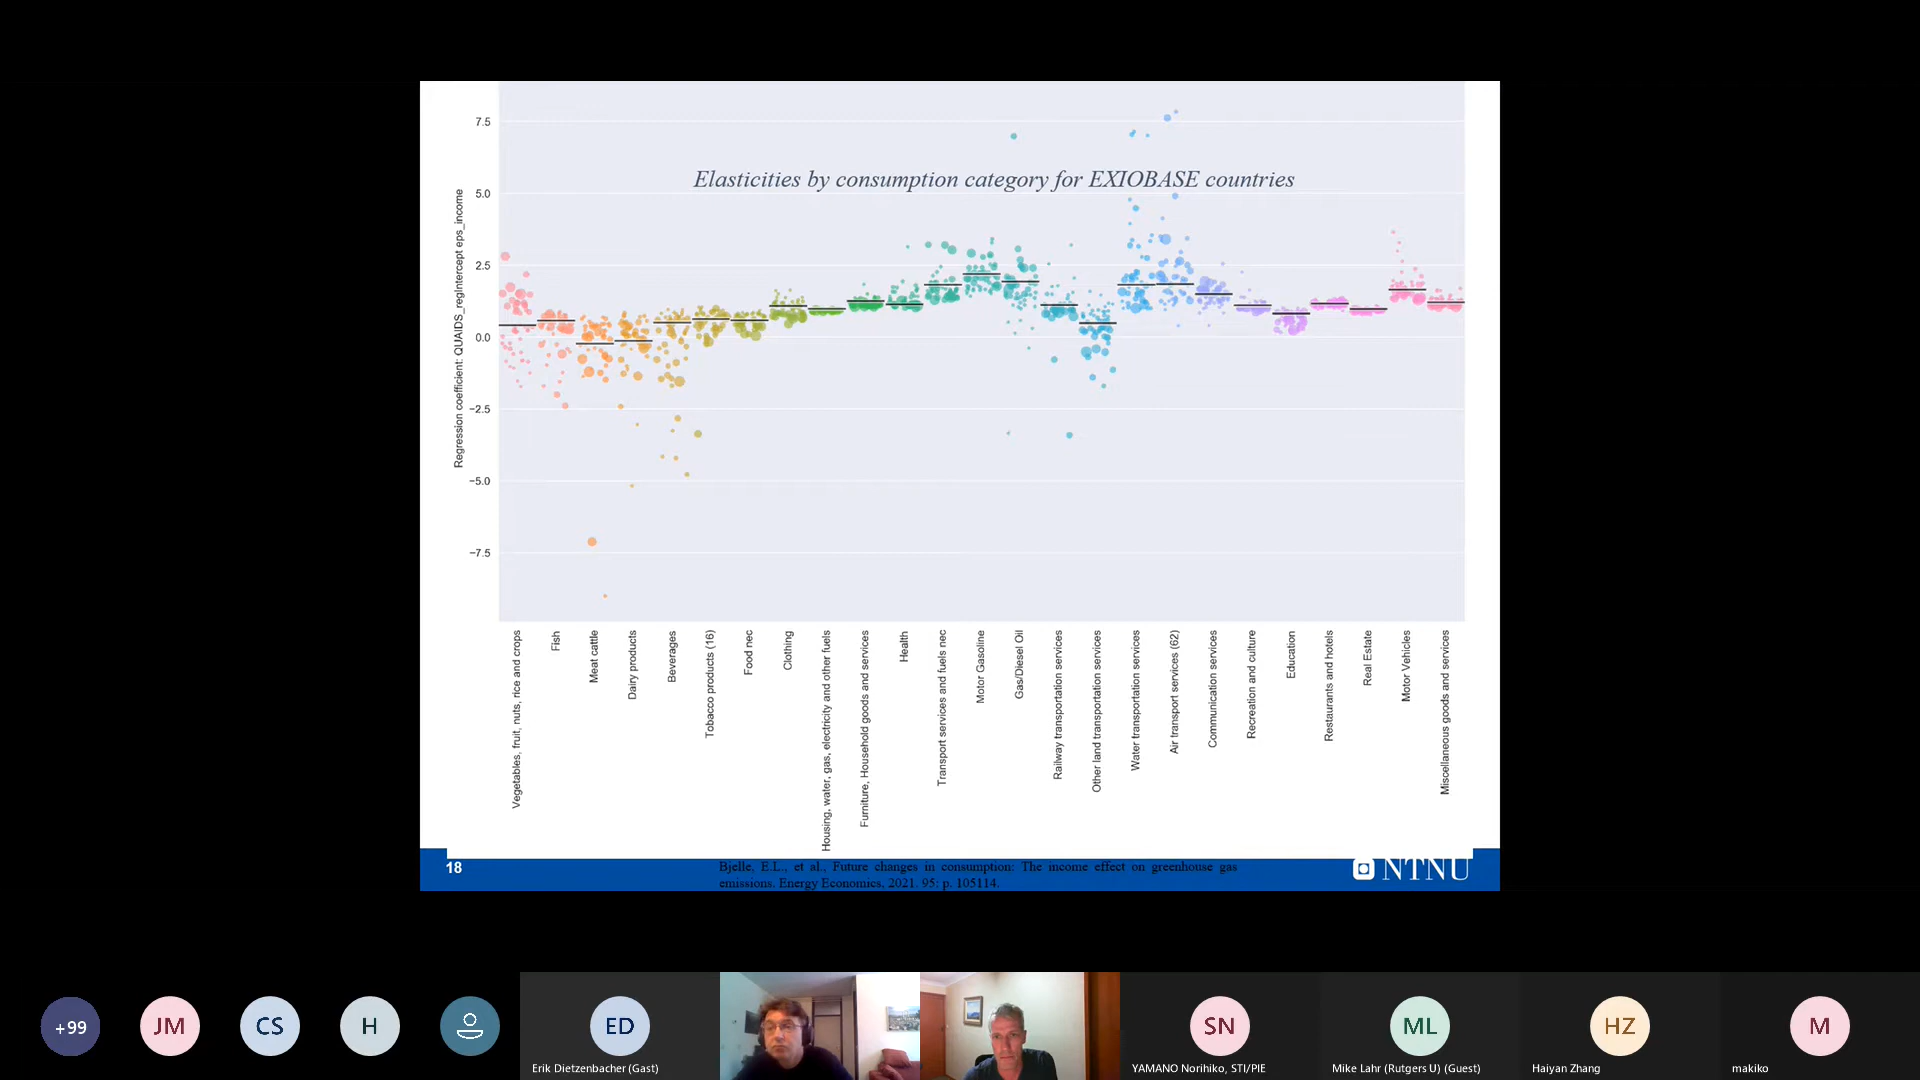 Elasticities by consumption category for EXIOBASE countries
Regression coefficient: QUAIDS_regIntercept eps_income
7.5
5.0
2.5
0.0
−2.5
−5.0
−7.5
Vegetables, fruit, nuts, rice and crops
Fish
Meat cattle
Dairy products
Beverages
Tobacco products (16)
Food nec
Clothing
Housing, water, gas, electricity and other fuels
Furniture, Household goods and services
Health
Transport services and fuels nec
Motor Gasoline
Gas/Diesel Oil
Railway transportation services
Other land transportation services
Water transportation services
Air transport services (62)
Communication services
Recreation and culture
Education
Restaurants and hotels
Real Estate
Motor Vehicles
Miscellaneous goods and services
18
Bjelle, E.L., et al., Future changes in consumption: The income effect on greenhouse gas
emissions. Energy Economics, 2021. 95: p. 105114.
NTNU
+99
JM
CS
H
ED
Erik Dietzenbacher (Gast)
SN
YAMANO Norihiko, STI/PIE
ML
Mike Lahr (Rutgers U) (Guest)
HZ
Haiyan Zhang
M
makiko